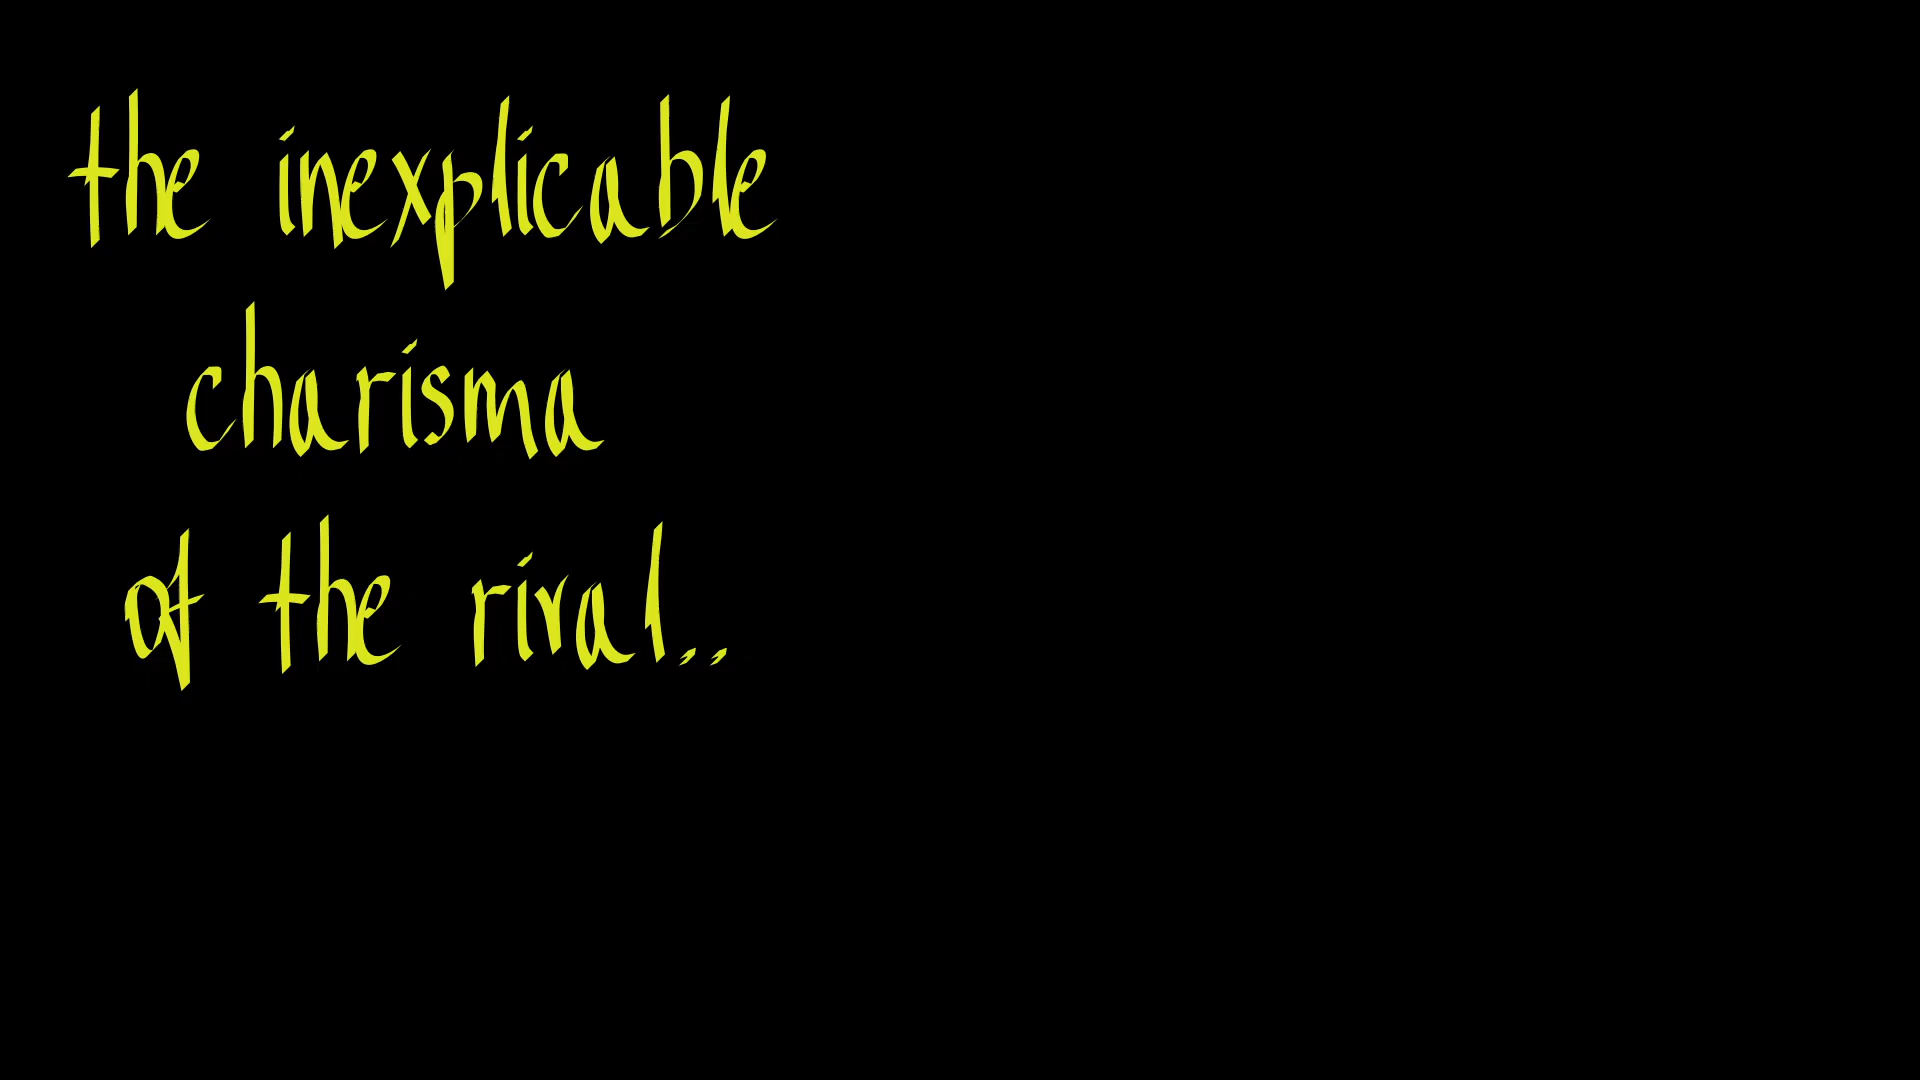 the inexplicable
charisma
of the rival..